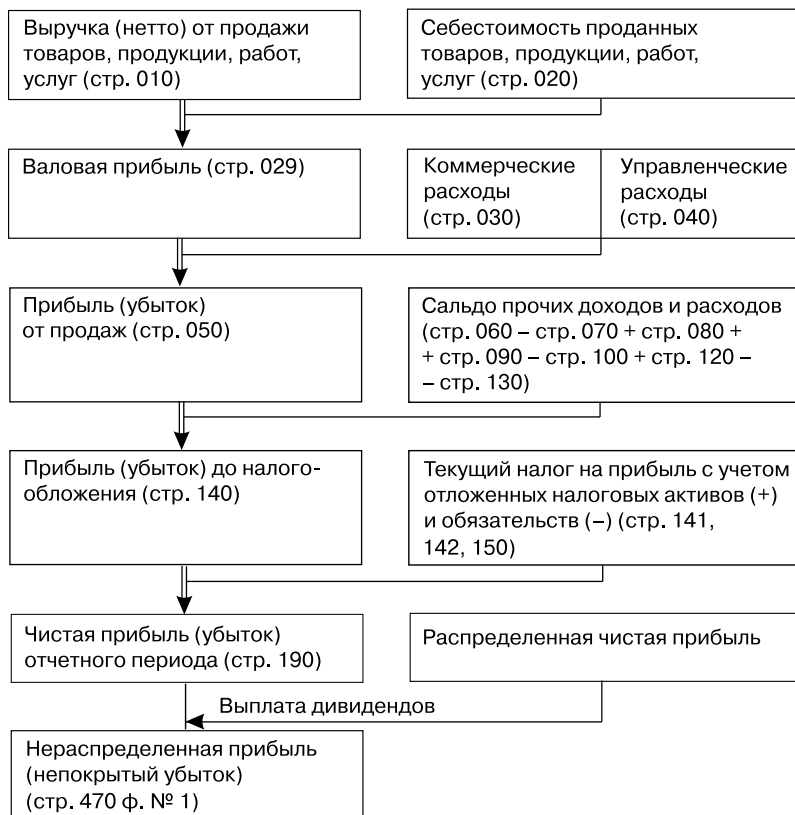 Выручка (нетто) от продажи
товаров, продукции, работ,
услуг (стр. 010)
Себестоимость проданных
товаров, продукции, работ,
услуг (стр. 020)
Валовая прибыль (стр. 029)
Коммерческие
расходы
(стр. 030)
Управленческие
расходы
(стр. 040)
Прибыль (убыток)
от продаж (стр. 050)
Сальдо прочих доходов и расходов
(стр. 060 – стр. 070 + стр. 080 +
+ стр. 090 – стр. 100 + стр. 120 –
– стр. 130)
Прибыль (убыток) до налого-
обложения (стр. 140)
Текущий налог на прибыль с учетом
отложенных налоговых активов (+)
и обязательств (–) (стр. 141,
142, 150)
Чистая прибыль (убыток)
отчетного периода (стр. 190)
Распределенная чистая прибыль
Выплата дивидендов
Нераспределенная прибыль
(непокрытый убыток)
(стр. 470 ф. № 1)